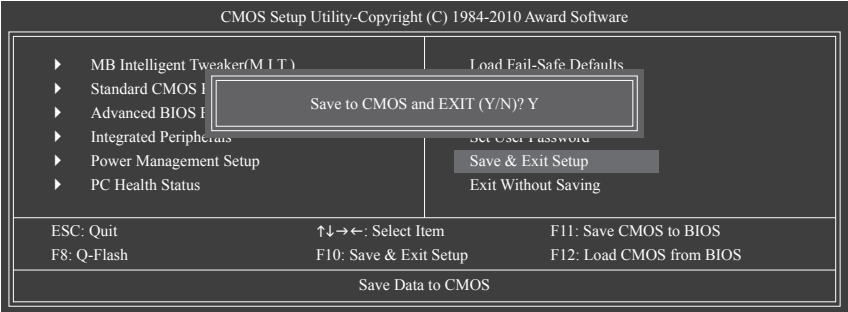 CMOS Setup Utility-Copyright (C) 1984-2010 Award Software
MB Intelligent Tweaker(M.I.T.)
Standard CMOS
Advanced BIOS
Integrated Peripherals
Power Management Setup
PC Health Status
Load Fail-Safe Defaults
Set User Password
Save & Exit Setup
Exit Without Saving
Save to CMOS and EXIT (Y/N)? Y
ESC: Quit
↑↓→←: Select Item
F11: Save CMOS to BIOS
F8: Q-Flash
F10: Save & Exit Setup
F12: Load CMOS from BIOS
Save Data to CMOS